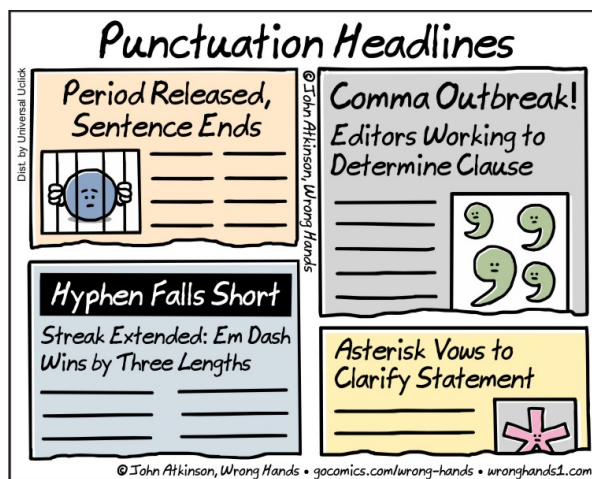 Punctuation Headlines
Dist. by Universal Uclick
Period Released,
Sentence Ends
© John Atkinson, Wrong Hands
Comma Outbreak!
Editors Working to
Determine Clause
Hyphen Falls Short
Streak Extended: Em Dash
Wins by Three Lengths
Asterisk Vows to
Clarify Statement
© John Atkinson, Wrong Hands • gocomics.com/wrong-hands • wronghands1.com